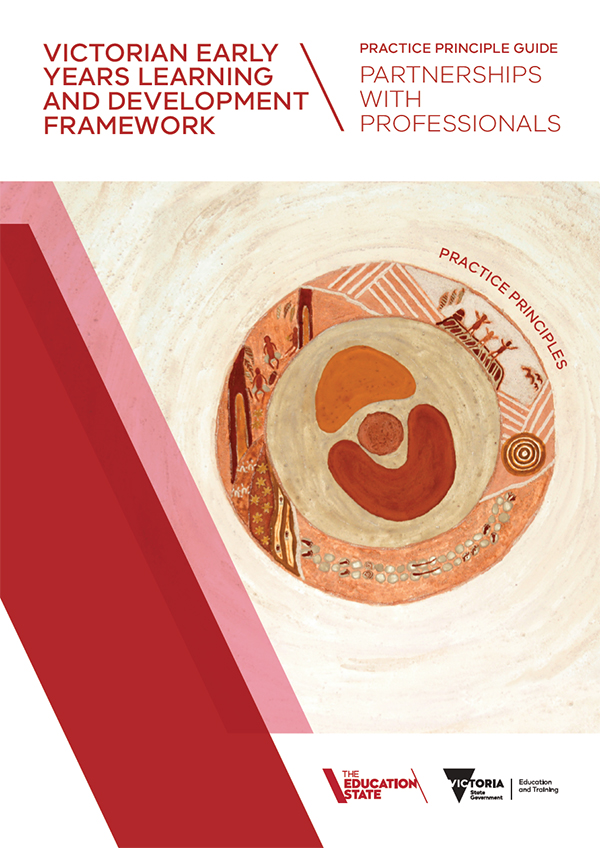 VICTORIAN EARLY
YEARS LEARNING
AND DEVELOPMENT
FRAMEWORK
PRACTICE PRINCIPLE GUIDE
PARTNERSHIPS
WITH
PROFESSIONALS
PRACTICE PRINCIPLES
THE
EDUCATION
STATE
VICTORIA
State
Government
Education
and Training